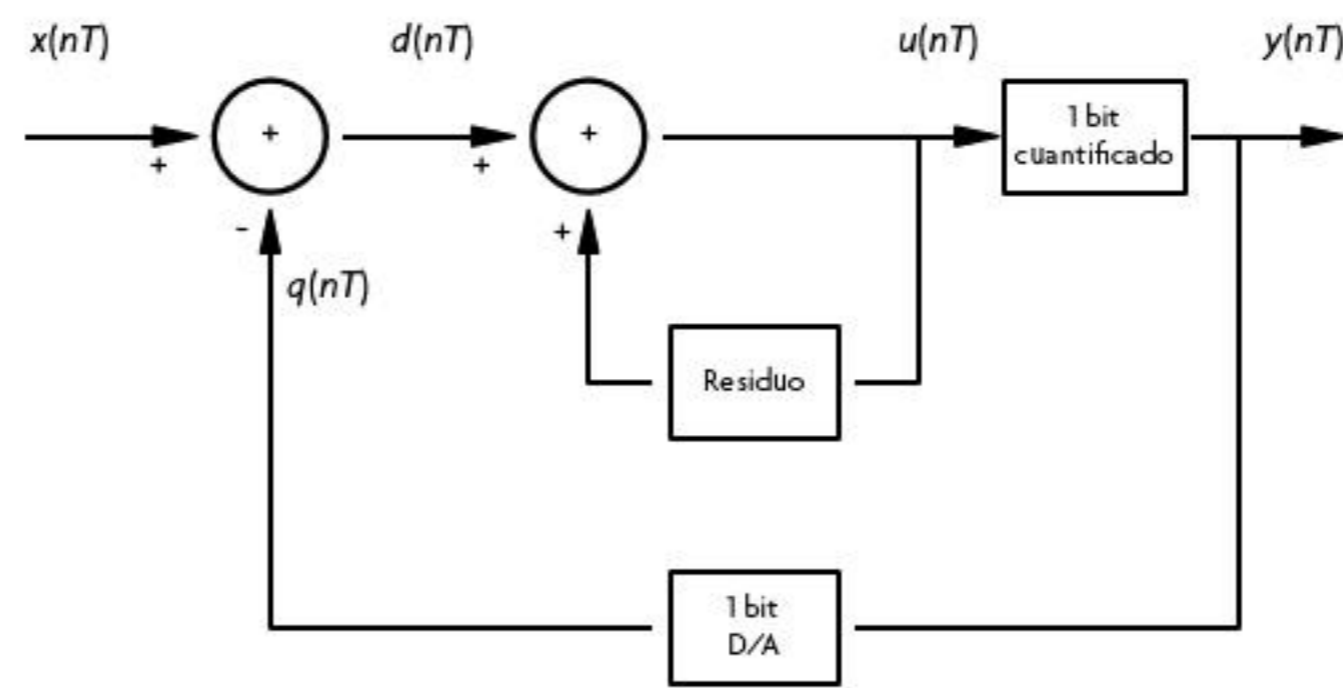 x(nT)
d(nT)
u(nT)
y(nT)
+
+
1 bit
cuantificado
+
+
-
+
q(nT)
Residuo
1 bit
D/A